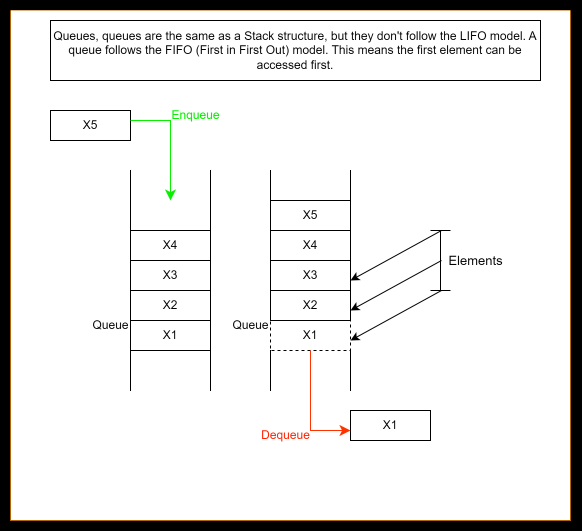 Queues, queues are the same as a Stack structure, but they don't follow the LIFO model. A
queue follows the FIFO (First in First Out) model. This means the first element can be
accessed first.
Enqueue
X5
X5
X4
X4
X3
X3
Elements
X2
X2
Queue
Queue
X1
X1
X1
Dequeue